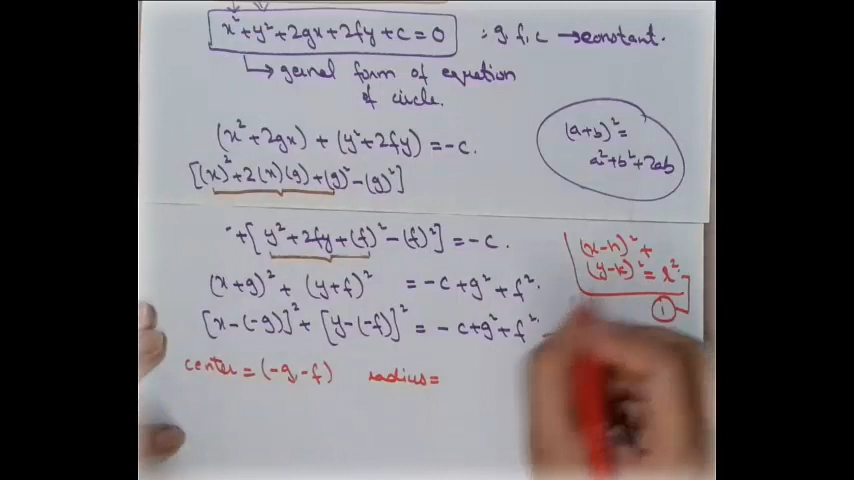 x²+y²+2gx+2fy+c=0 : g f, c → constant.
↳ genel form of equetion
of circle.
(x²+2gx) + (y²+2fy) = -c.
(a+b)² =
a²+b²+2ab
[(x)²+2(x)(g)+(g)²-(g)²]
+[y²+2fy+(f)²-(f)²] = -c.
(x-h)² +
(y-k)² = r².
(x+g)² + (y+f)² = -c+g²+f².
1
[x-(-g)]² + [y-(-f)]² = -c+g²+f².
center = (-g, -f) radius =